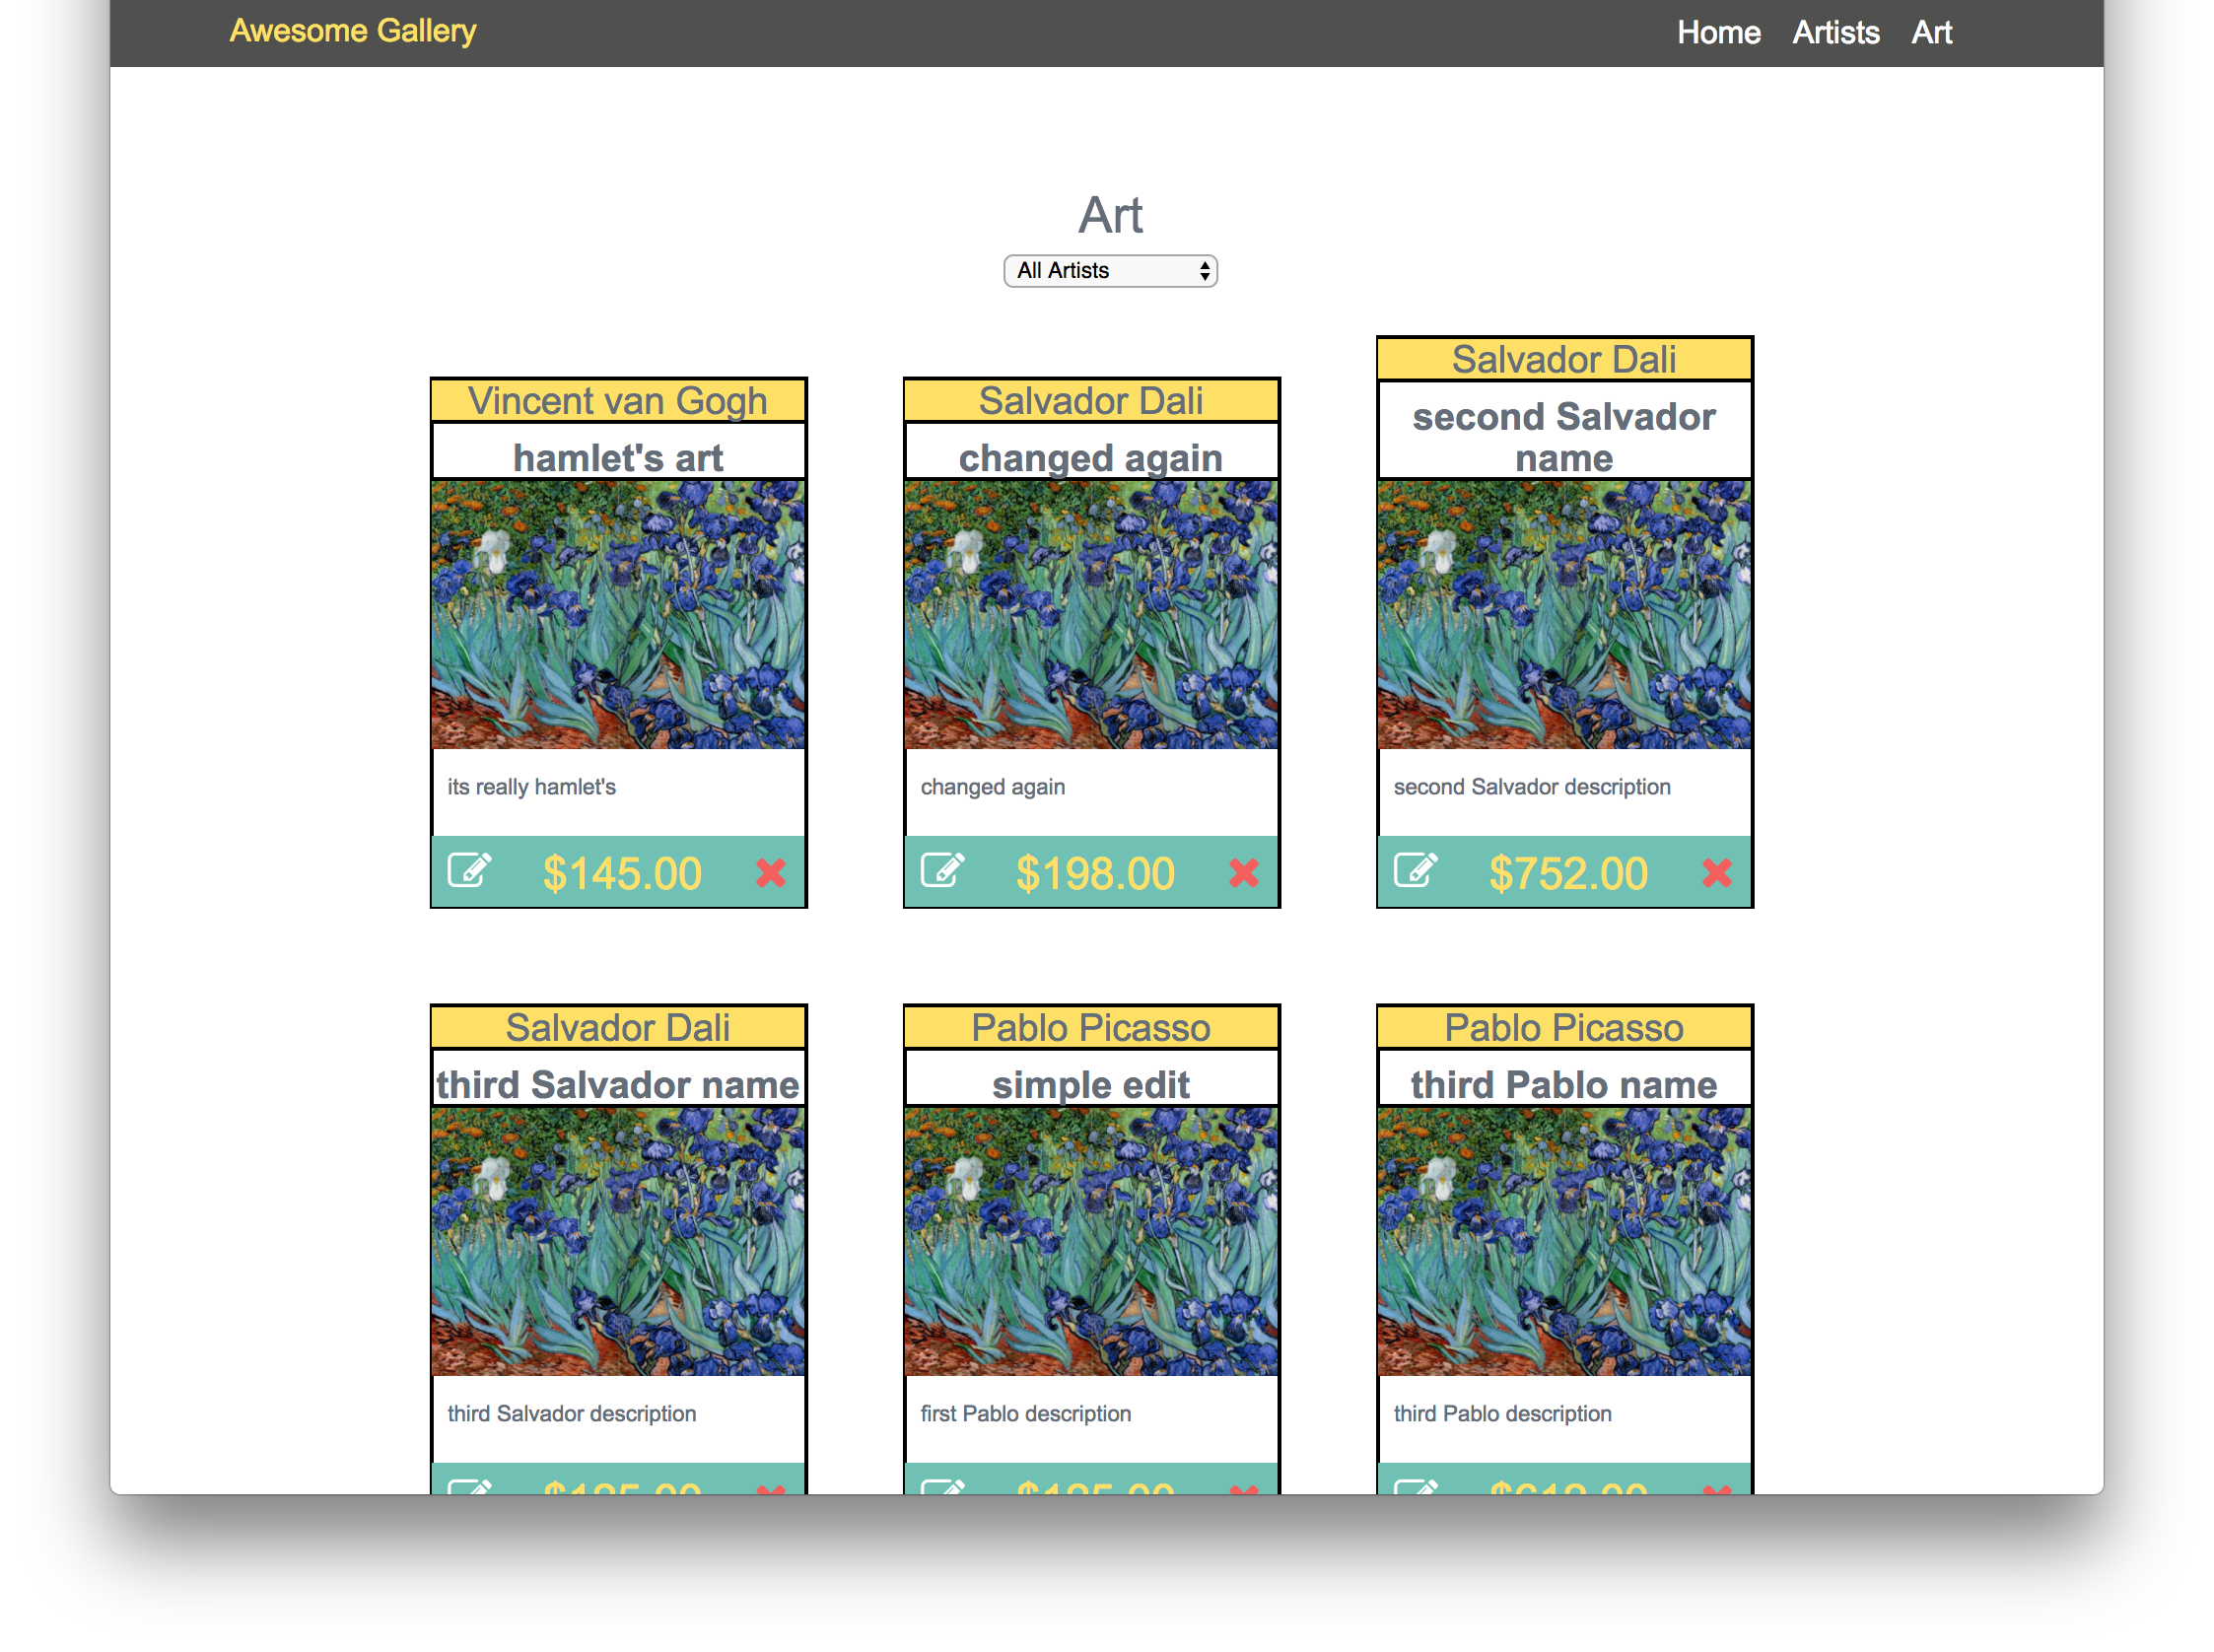 Awesome Gallery
Home Artists Art
Art
All Artists
Vincent van Gogh
hamlet's art
its really hamlet's
$145.00
Salvador Dali
changed again
changed again
$198.00
Salvador Dali
second Salvador
name
second Salvador description
$752.00
Salvador Dali
third Salvador name
third Salvador description
Pablo Picasso
simple edit
first Pablo description
Pablo Picasso
third Pablo name
third Pablo description